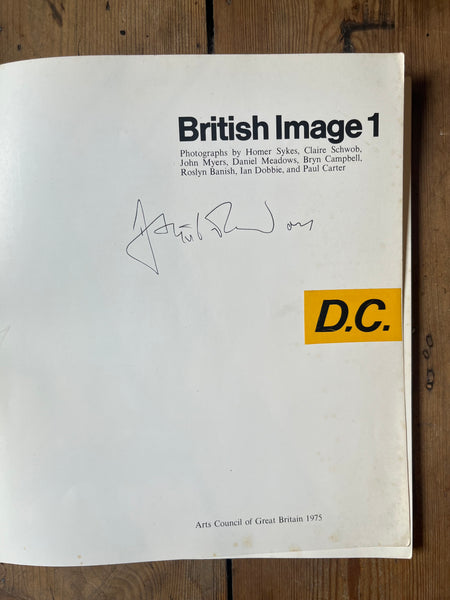 British Image 1
Photographs by Homer Sykes, Claire Schwob,
John Myers, Daniel Meadows, Bryn Campbell,
Roslyn Banish, Ian Dobbie, and Paul Carter
D.C.
Arts Council of Great Britain 1975